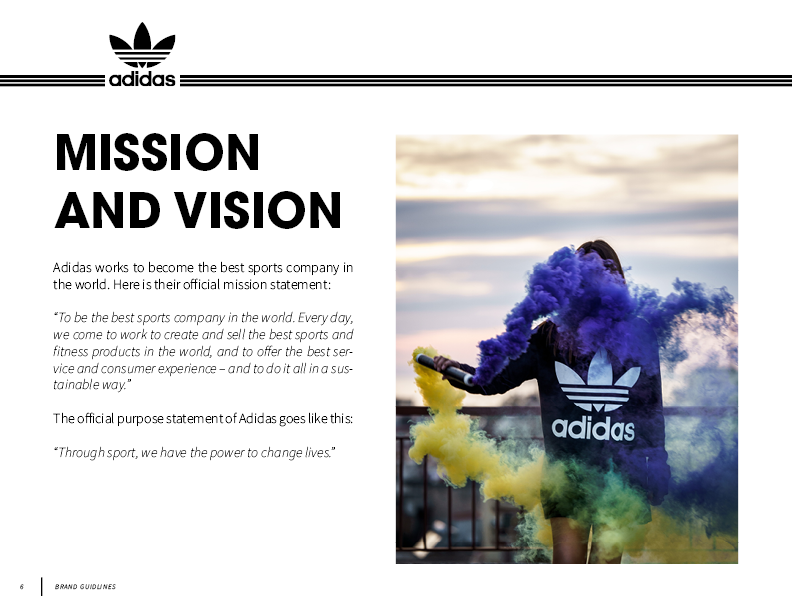 adidas
MISSION
AND VISION
Adidas works to become the best sports company in
the world. Here is their official mission statement:
“To be the best sports company in the world. Every day,
we come to work to create and sell the best sports and
fitness products in the world, and to offer the best ser-
vice and consumer experience – and to do it all in a sus-
tainable way.”
The official purpose statement of Adidas goes like this:
“Through sport, we have the power to change lives.”
adidas
6
BRAND GUIDLINES